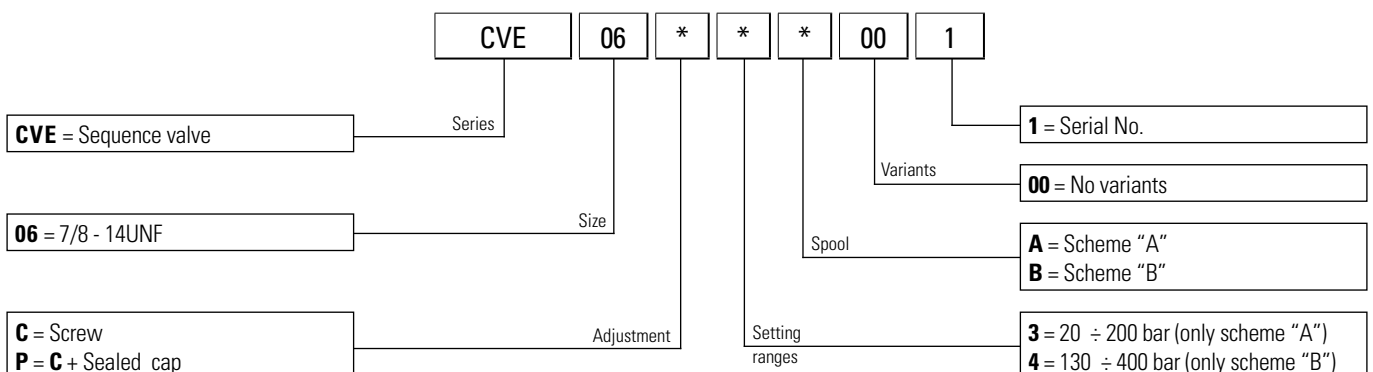 CVE 06 * * * 00 1
CVE = Sequence valve
Series
1 = Serial No.
Variants
00 = No variants
06 = 7/8 - 14UNF
Size
Spool
A = Scheme "A"
B = Scheme "B"
C = Screw
P = C + Sealed cap
Adjustment
Setting
ranges
3 = 20 ÷ 200 bar (only scheme "A")
4 = 130 ÷ 400 bar (only scheme "B")